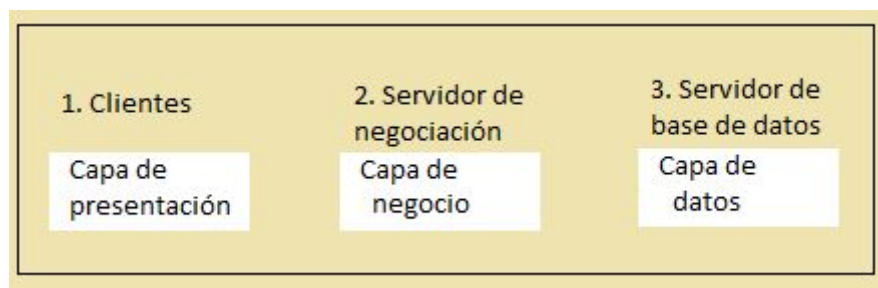 1. Clientes
Capa de
presentación
2. Servidor de
negociación
Capa de
negocio
3. Servidor de
base de datos
Capa de
datos